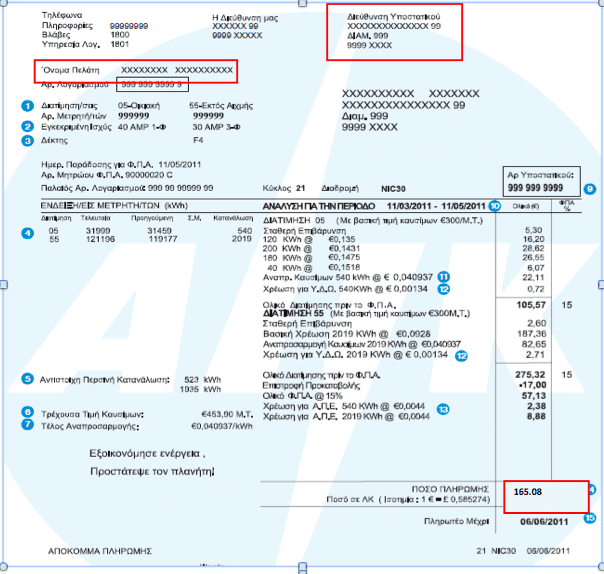 Τηλέφωνα
Πληροφορίες 99999999
Βλάβες 1800
Υπηρεσία Λογ. 1801
Η Διεύθυνση μας
XXXXXX 99
9999 XXXXX
Διεύθυνση Υποστατικού
XXXXXXXXXXXXXXX 99
ΔΙΑΜ. 999
9999 XXXX
Όνομα Πελάτη XXXXXXXX XXXXXXXXXX
Αρ. Λογαριασμού 999 999 9999 9
XXXXXXXXXX XXXXXXX
XXXXXXXXXXXXXXX 99
Διαμ. 999
9999 XXXX
1 Διατίμηση/σεις 05-Οικιακή 55-Εκτός Αιχμής
Αρ. Μετρητή/τών 999999 999999
2 Εγκεκριμένη Ισχύς 40 AMP 1-Φ 30 AMP 3-Φ
3 Δέκτης F4
Ημερ. Παράδοσης για Φ.Π.Α. 11/05/2011
Αρ. Μητρώου Φ.Π.Α. 90000020 C
Παλαιός Αρ. Λογαριασμού: 999 99 99999 99 Κύκλος 21 Διαδρομή NIC30
Αρ Υποστατικού:
999 999 9999 9
ΕΝΔΕΙΞΗ/ΕΙΣ ΜΕΤΡΗΤΗ/ΤΩΝ (kWh) ΑΝΑΛΥΣΗ ΓΙΑ ΤΗΝ ΠΕΡΙΟΔΟ 11/03/2011 - 11/05/2011 10 Ολικά (€) ΦΠΑ %
Διατίμηση Τελευταία Προηγούμενη Σ.Μ. Κατανάλωση
4 05 31999 31459 540
55 121196 119177 2019
ΔΙΑΤΙΜΗΣΗ 05 (Με βασική τιμή καυσίμων €300/Μ.Τ.)
Σταθερή Επιβάρυνση 5,30
120 KWh @ €0,135 16,20
200 KWh @ €0,1431 28,62
180 KWh @ €0,1475 26,55
40 KWh @ €0,1518 6,07
Αναπρ. Καυσίμων 540 kWh @ € 0,040937 11 22,11
Χρέωση για Υ.Δ.Ω. 540KWh @ € 0,00134 12 0,72
Ολικό Διατίμησης πριν το Φ.Π.Α. 105,57 15
ΔΙΑΤΙΜΗΣΗ 55 (Με βασική τιμή καυσίμων €300Μ.Τ.)
Σταθερή Επιβάρυνση 2,60
Βασική Χρέωση 2019 KWh @ €0,0928 187,36
Αναπροσαρμογή Καυσίμων 2019 KWh @ €0,040937 82,65
Χρέωση για Υ.Δ.Ω. 2019 kWh @ € 0,00134 12 2,71
5 Αντίστοιχη Περσινή Κατανάλωση: 523 kWh
1935 kWh
Ολικό Διατίμησης πριν το Φ.Π.Α. 275,32 15
Επιστροφή Προκαταβολής -17,00
Ολικό Φ.Π.Α. @ 15% 57,13
6 Τρέχουσα Τιμή Καυσίμων: €453,90 Μ.Τ.
7 Τέλος Αναπροσαρμογής: €0,040937/kWh
Χρέωση για Α.Π.Ε. 540 KWh @ €0,0044 13 2,38
Χρέωση για Α.Π.Ε. 2019 KWh @ €0,0044 8,88
Εξοικονόμησε ενέργεια ,
Προστάτεψε τον πλανήτη!
ΠΟΣΟ ΠΛΗΡΩΜΗΣ 165.08
Ποσό σε ΛΚ ( Ισοτιμία : 1 € = £ 0,585274)
Πληρωτέο Μέχρι 06/06/2011 15
ΑΠΟΚΟΜΜΑ ΠΛΗΡΩΜΗΣ 21 NIC30 06/06/2011